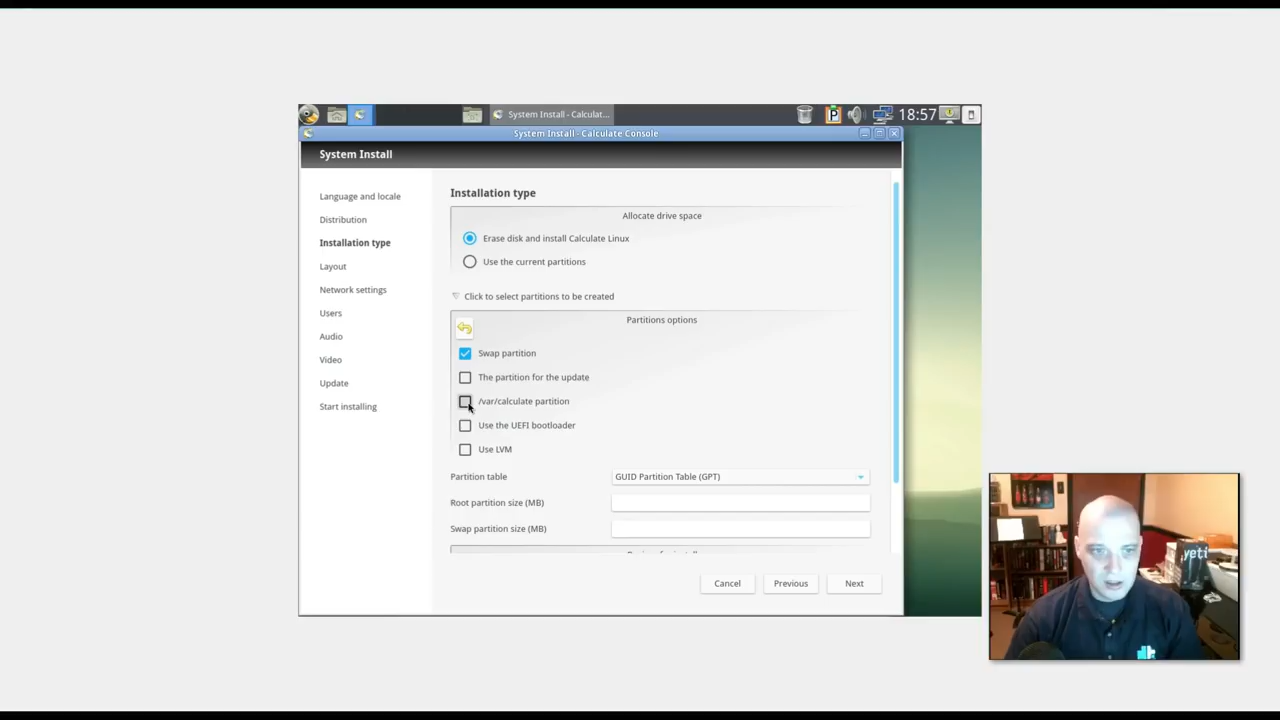 System Install - Calculat...
P
18:57
System Install - Calculate Console
System Install
Language and locale
Distribution
Installation type
Layout
Network settings
Users
Audio
Video
Update
Start installing
Installation type
Allocate drive space
Erase disk and install Calculate Linux
Use the current partitions
Click to select partitions to be created
Partitions options
Swap partition
The partition for the update
/var/calculate partition
Use the UEFI bootloader
Use LVM
Partition table
GUID Partition Table (GPT)
Root partition size (MB)
Swap partition size (MB)
Cancel
Previous
Next
yeti